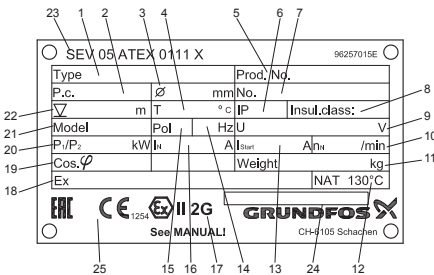 23 1 2 3 4 5 6 7
SEV 05 ATEX 0111 X 96257015E
Type Prod. No.
P.c. Ø mm No. 8
22 ▽ m T °C IP Insul.class:
21 Model Pol Hz U V 9
20 P1/P2 kW IN A IStart A nN /min 10
19 Cos.φ Weight kg 11
18 Ex NAT 130°C
EAC CE 1254 Ex II 2G GRUNDFOS X
See MANUAL! CH-6105 Schachen
25 15 16 17 14 13 24 12